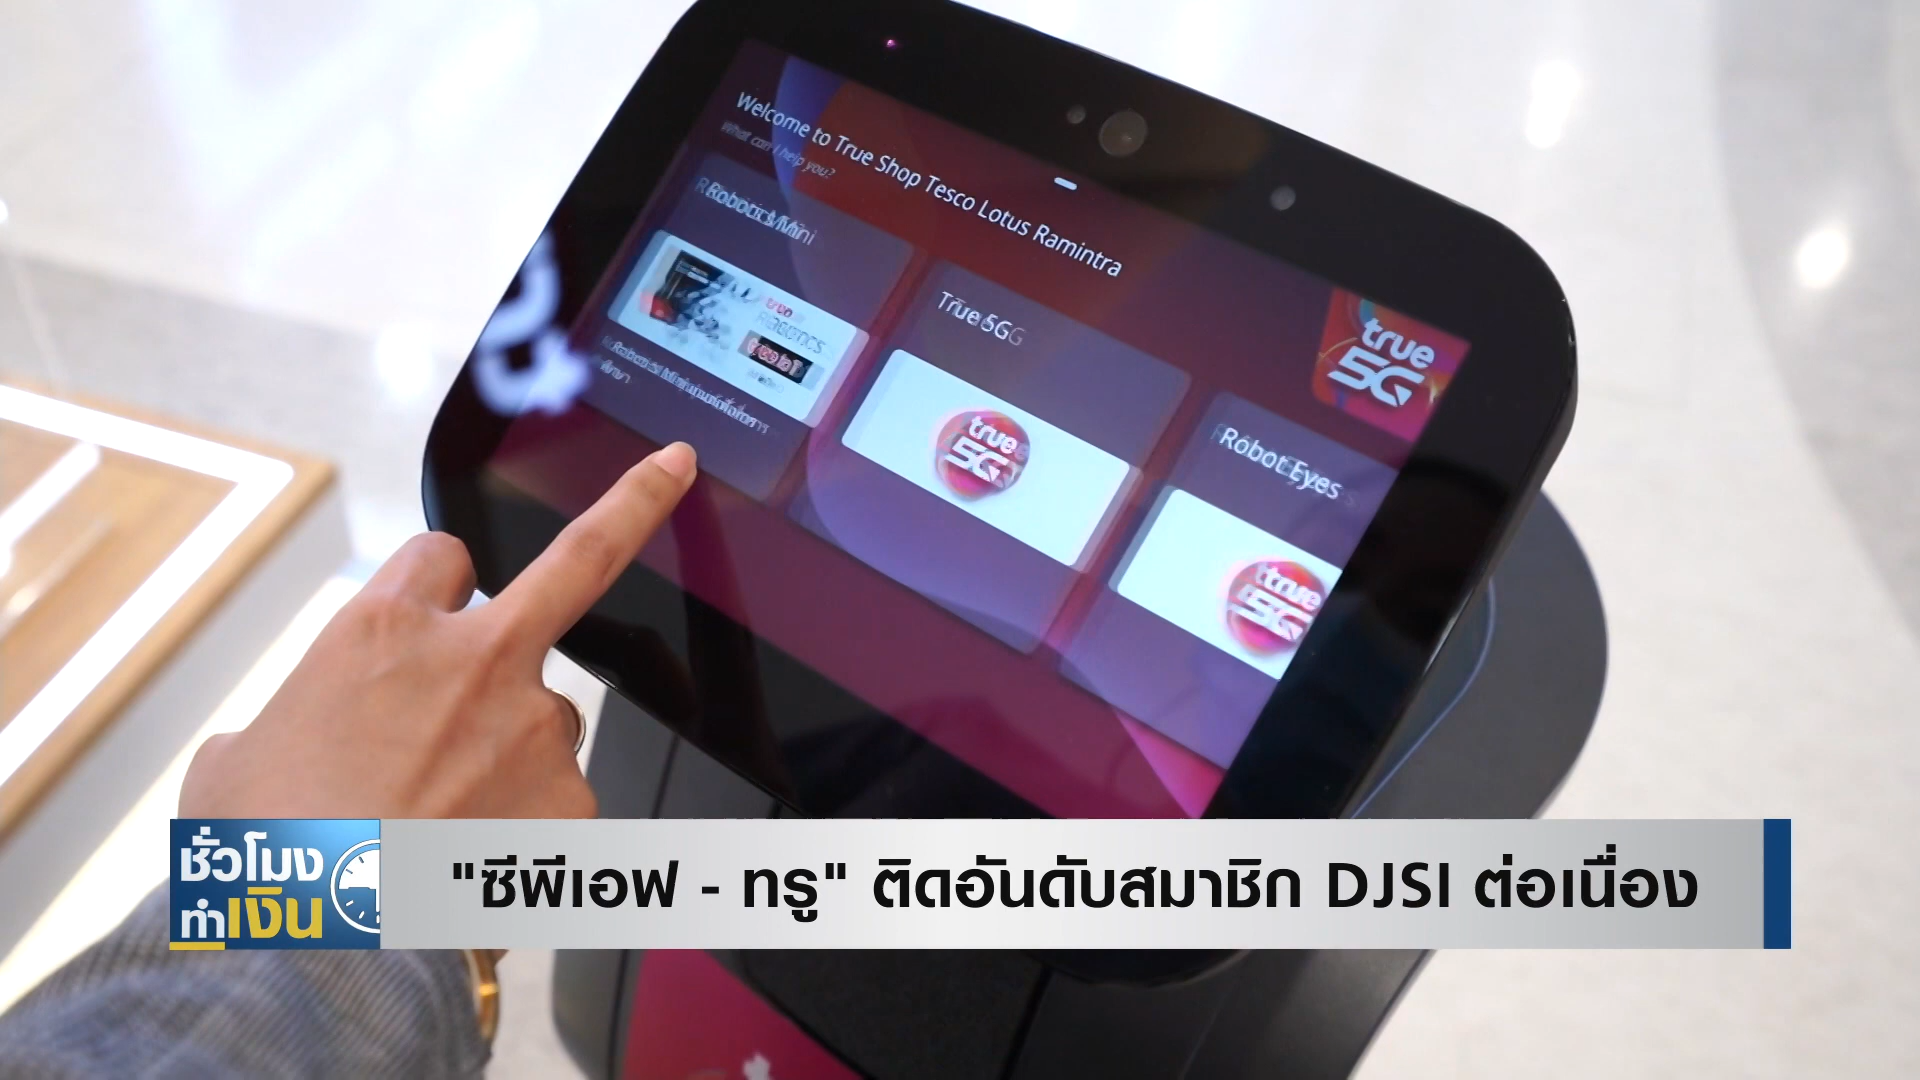 Welcome to True Shop Tesco Lotus Ramintra
What can I help you?
Robotics Mini
true
ROBOTICS
True 5G
true
5G
Robot Eyes
true
5G
true
5G
ชั่วโมง
ทำเงิน
"ซีพีเอฟ - ทรู" ติดอันดับสมาชิก DJSI ต่อเนื่อง